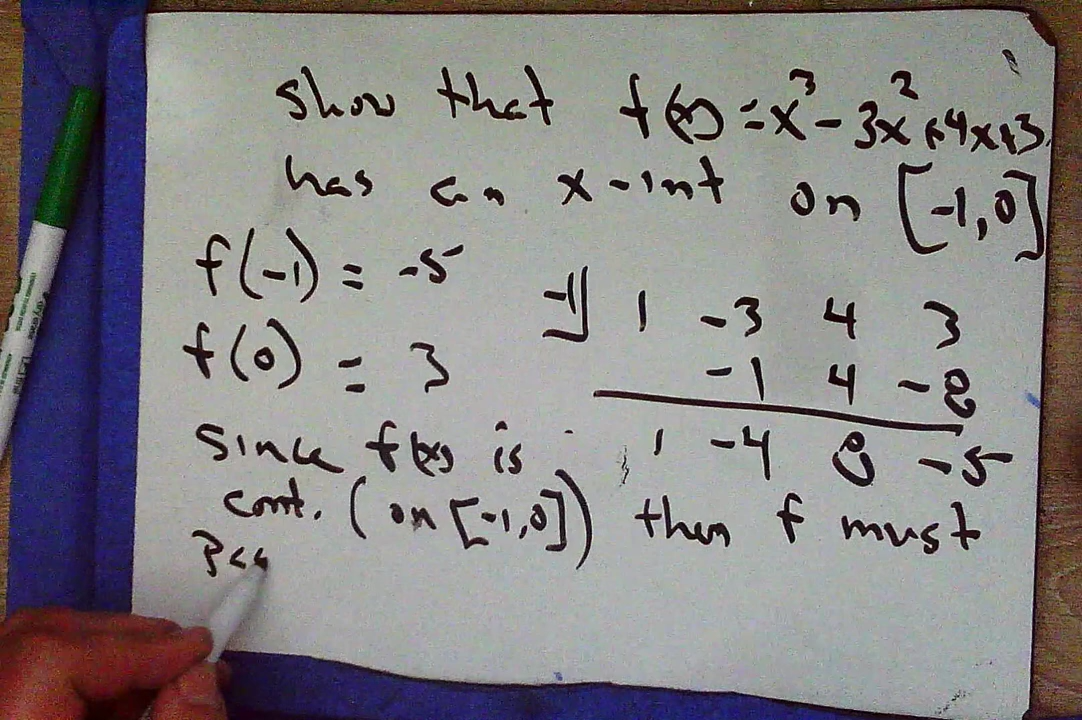 show that f(x) = x³ - 3x² + 4x + 3
has an x-int on [-1,0]
f(-1) = -5
f(0) = 3
-1 1 -3 4 3
-1 4 -8
1 -4 8 -5
since f(x) is
cont. (on [-1,0]) then f must